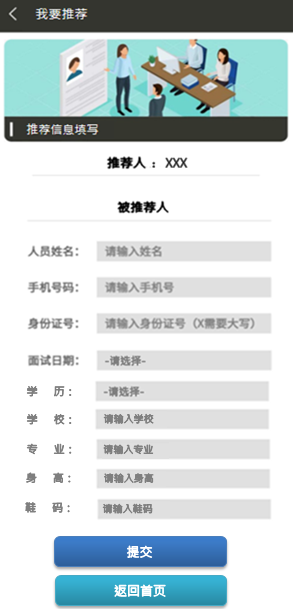 我要推荐
推荐信息填写
推荐人 : XXX
被推荐人
人员姓名: 请输入姓名
手机号码: 请输入手机号
身份证号: 请输入身份证号（X需要大写）
面试日期: -请选择-
学 历: -请选择-
学 校: 请输入学校
专 业: 请输入专业
身 高: 请输入身高
鞋 码: 请输入鞋码
提交
返回首页